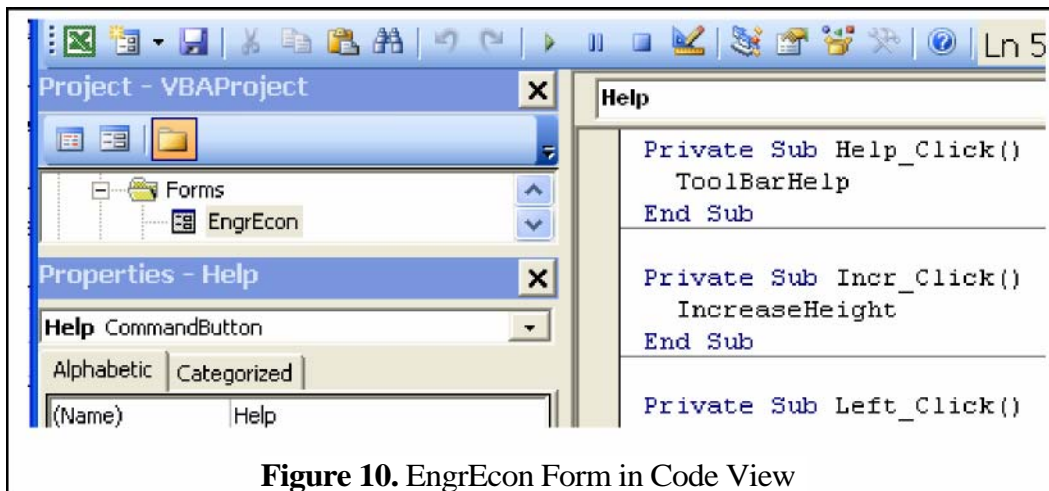 Ln 5
Project - VBAProject
Forms
EngrEcon
Properties - Help
Help CommandButton
Alphabetic Categorized
(Name) Help
Help
Private Sub Help_Click()
ToolBarHelp
End Sub
Private Sub Incr_Click()
IncreaseHeight
End Sub
Private Sub Left_Click()
Figure 10. EngrEcon Form in Code View